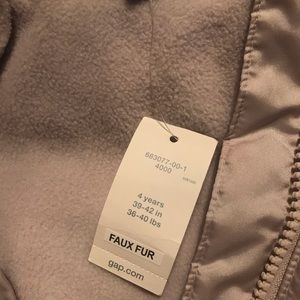 683077-00-1
4000
4 years
39-42 in
36-40 lbs
FAUX FUR
gap.com